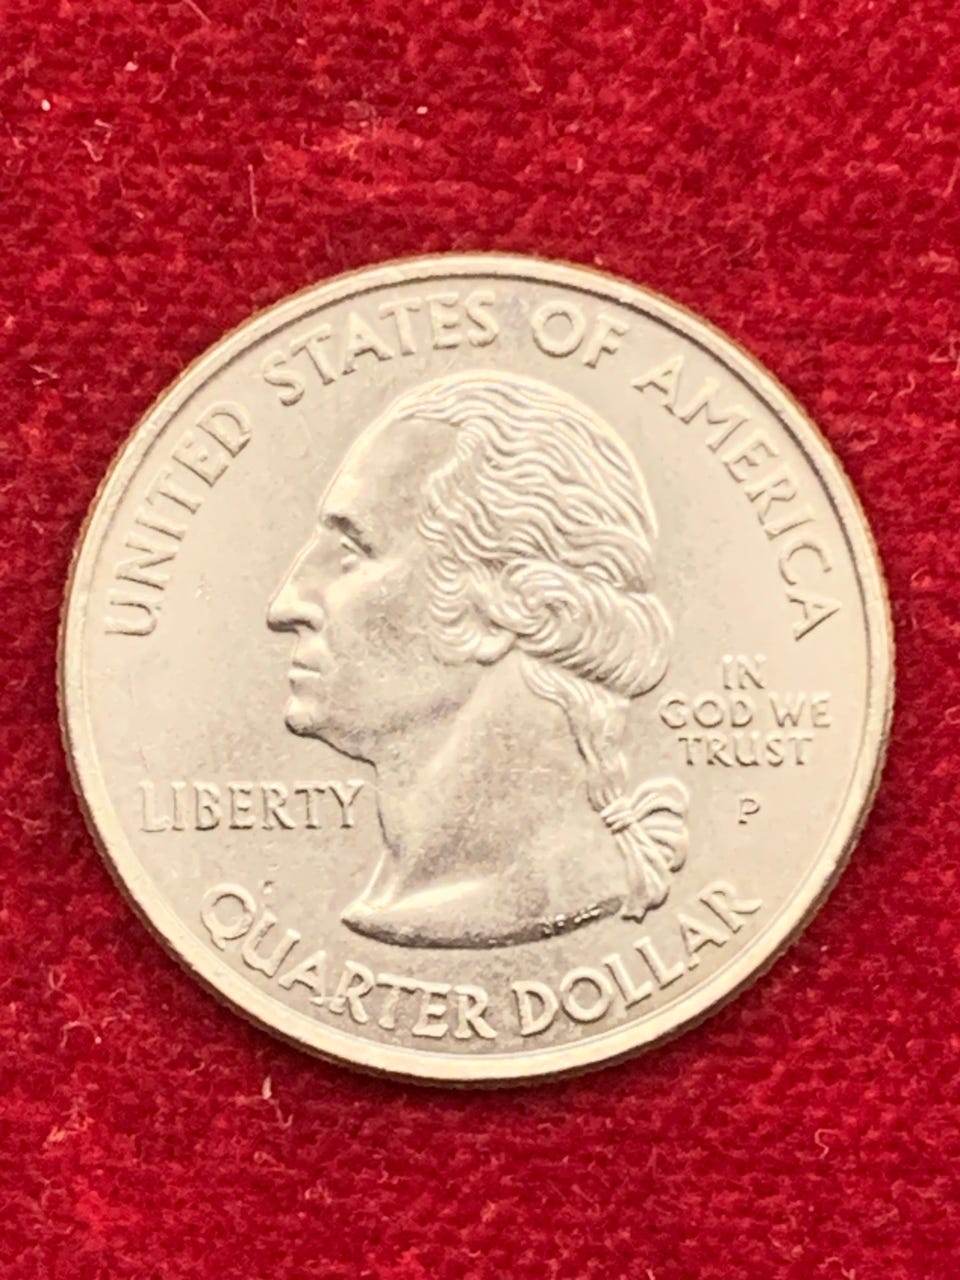 UNITED STATES OF AMERICA
LIBERTY
IN
GOD WE
TRUST
P
QUARTER DOLLAR